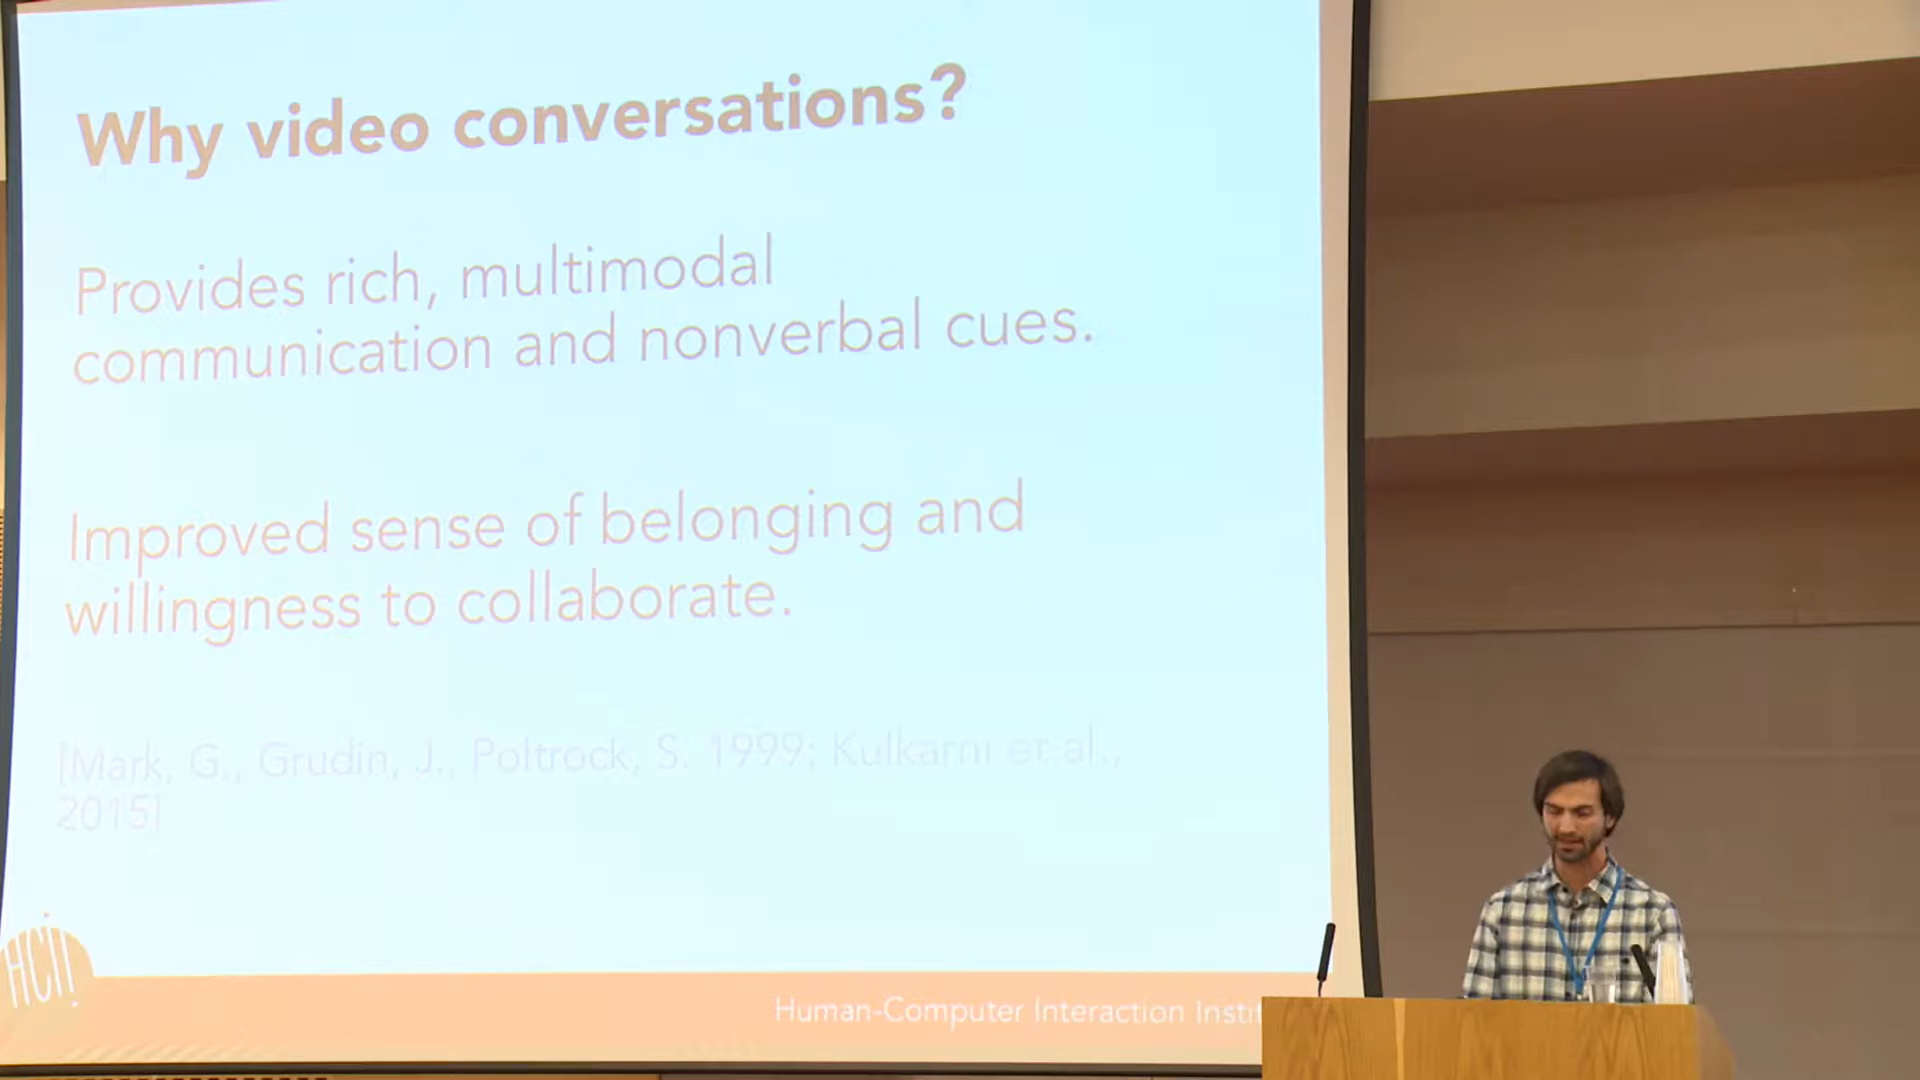 Why video conversations?
Provides rich, multimodal
communication and nonverbal cues.
Improved sense of belonging and
willingness to collaborate.
[Mark, G., Grudin, J., Poltrock, S. 1999; Kulkarni et al.,
2015]
HCII
Human-Computer Interaction Instit